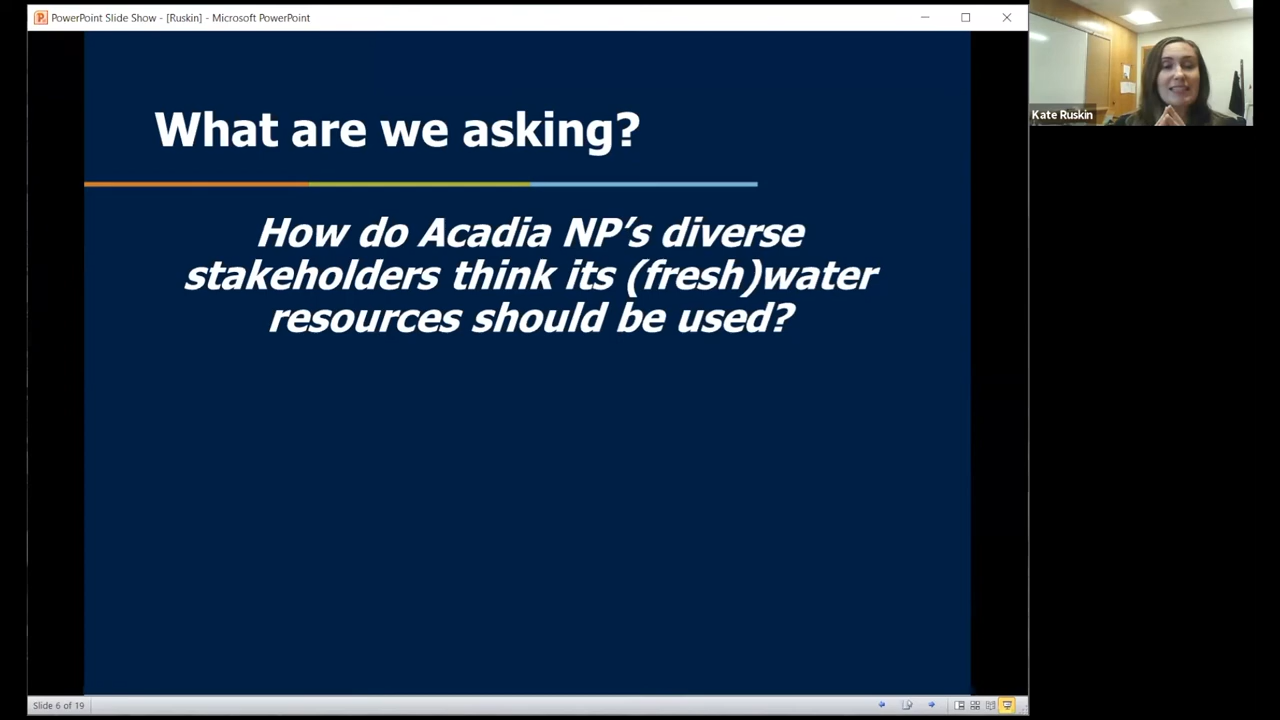 PowerPoint Slide Show - [Ruskin] - Microsoft PowerPoint
Kate Ruskin
What are we asking?
How do Acadia NP’s diverse
stakeholders think its (fresh)water
resources should be used?
Slide 6 of 19